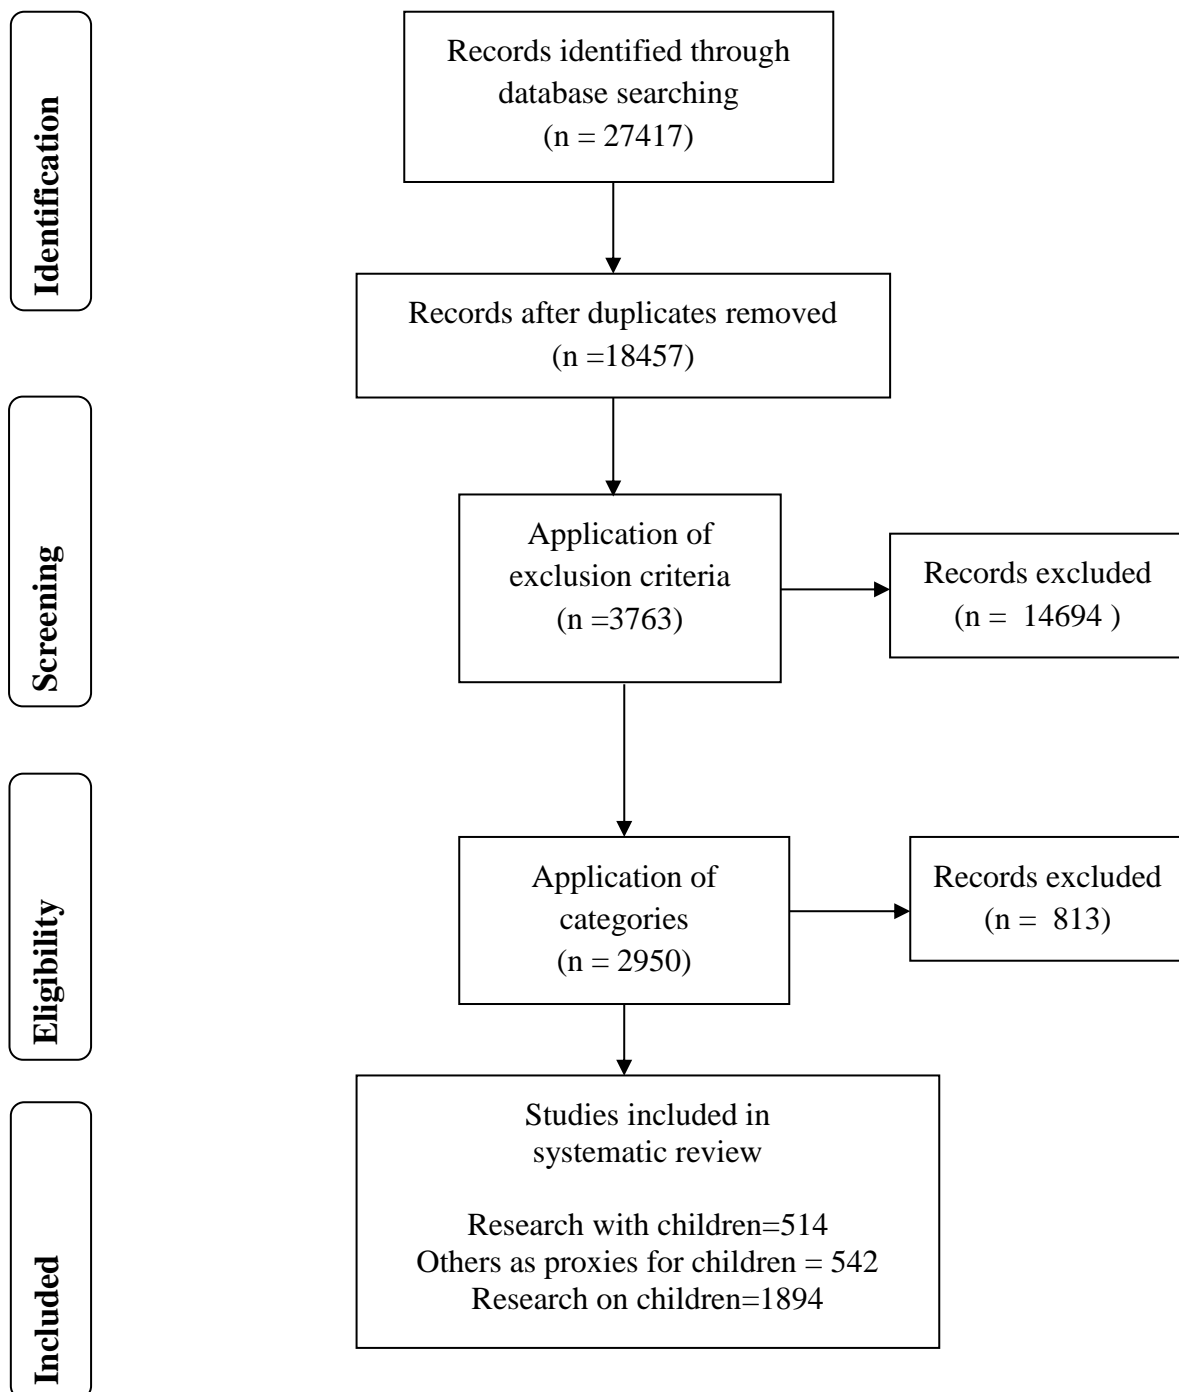 Identification
Records identified through
database searching
(n = 27417)
Records after duplicates removed
(n =18457)
Screening
Application of
exclusion criteria
(n =3763)
Records excluded
(n =  14694 )
Eligibility
Application of
categories
(n = 2950)
Records excluded
(n =  813)
Included
Studies included in
systematic review
Research with children=514
Others as proxies for children = 542
Research on children=1894